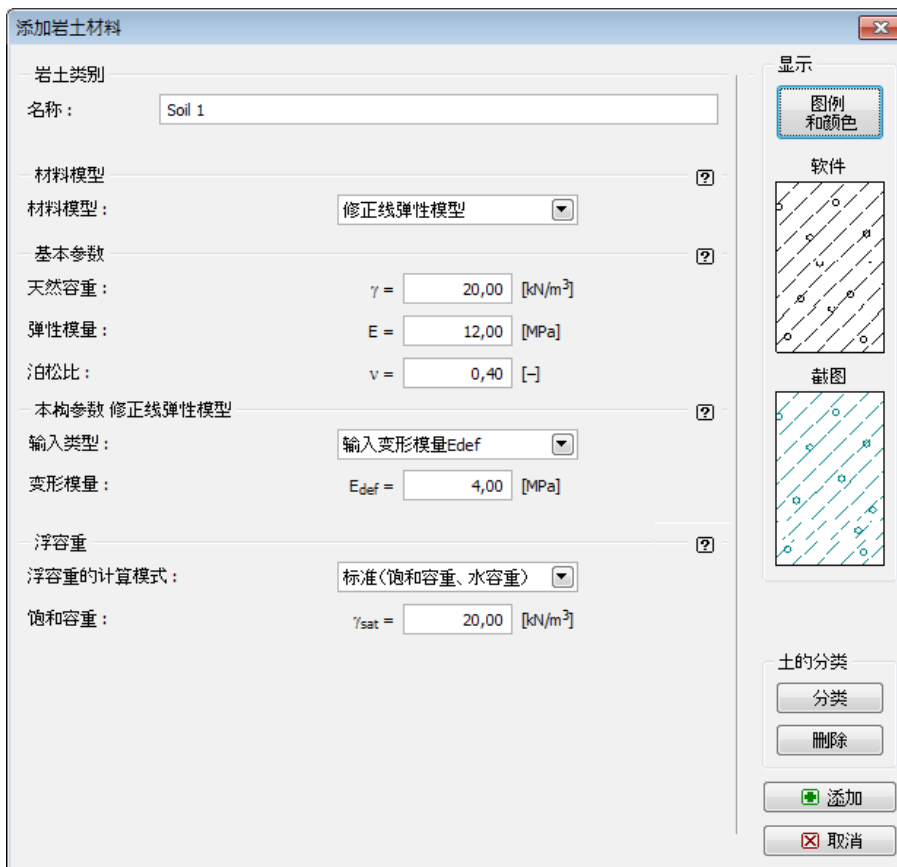 添加岩土材料
岩土类别
名称： Soil 1
材料模型 ?
材料模型： 修正线弹性模型
基本参数 ?
天然容重： γ = 20,00 [kN/m³]
弹性模量： E = 12,00 [MPa]
泊松比： ν = 0,40 [–]
本构参数 修正线弹性模型 ?
输入类型： 输入变形模量Edef
变形模量： Edef = 4,00 [MPa]
浮容重 ?
浮容重的计算模式： 标准（饱和容重、水容重）
饱和容重： γsat = 20,00 [kN/m³]
显示
图例
和颜色
软件
截图
土的分类
分类
删除
添加
取消